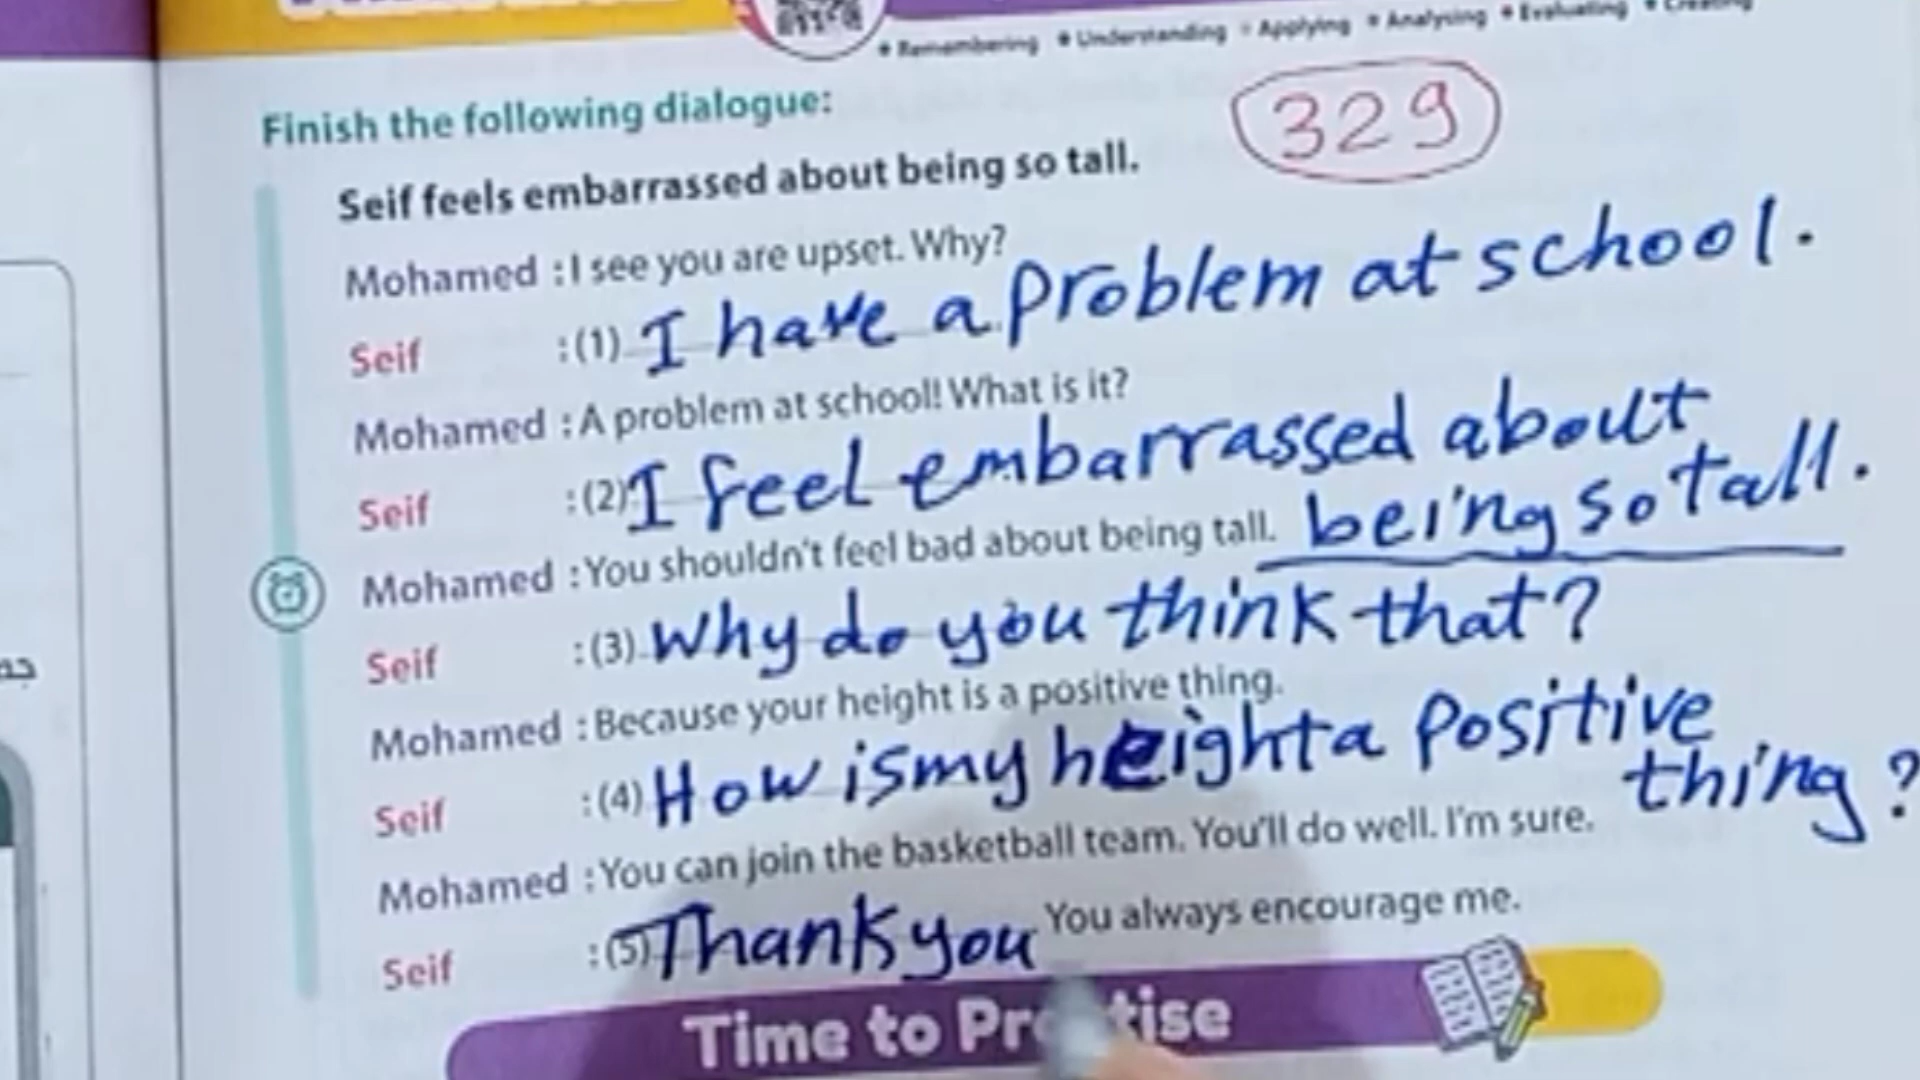 • Remembering • Understanding • Applying • Analysing • Evaluating • Creating
Finish the following dialogue:
329
Seif feels embarrassed about being so tall.
Mohamed : I see you are upset. Why?
Seif : (1) I have a problem at school.
Mohamed : A problem at school! What is it?
Seif : (2) I feel embarrassed about
being so tall.
Mohamed : You shouldn't feel bad about being tall.
Seif : (3) Why do you think that?
Mohamed : Because your height is a positive thing.
Seif : (4) How is my height a positive
thing?
Mohamed : You can join the basketball team. You'll do well. I'm sure.
Seif : (5) Thank you You always encourage me.
Time to